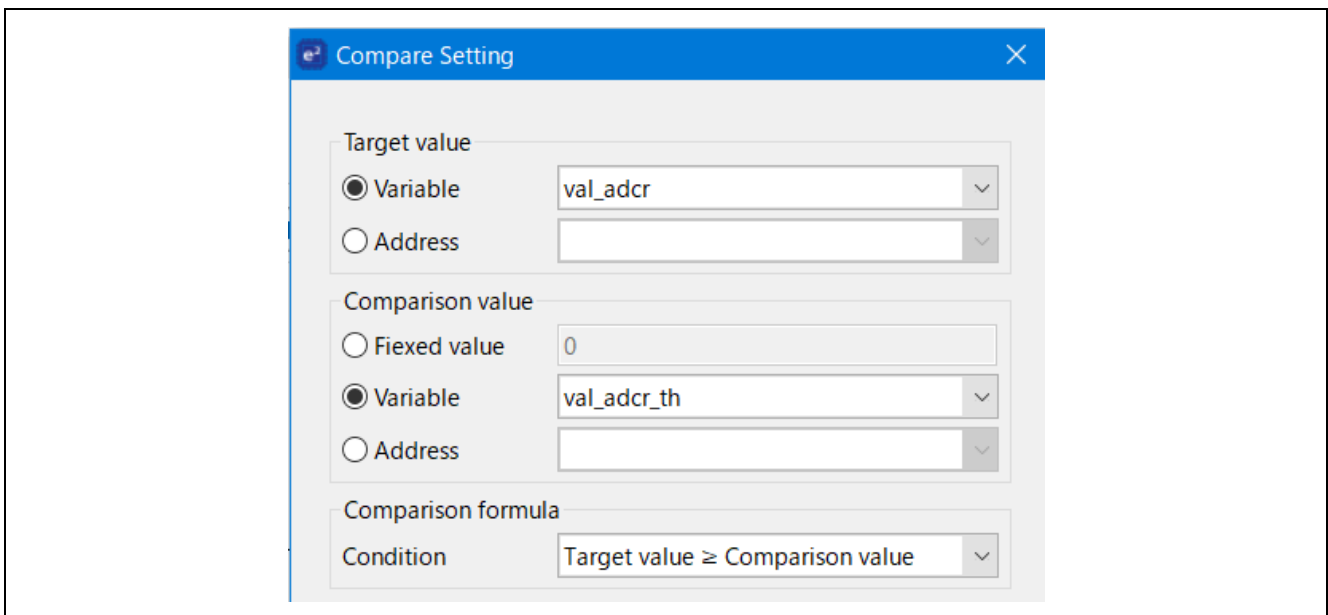 e² Compare Setting
Target value
Variable val_adcr
Address
Comparison value
Fiexed value 0
Variable val_adcr_th
Address
Comparison formula
Condition Target value ≥ Comparison value